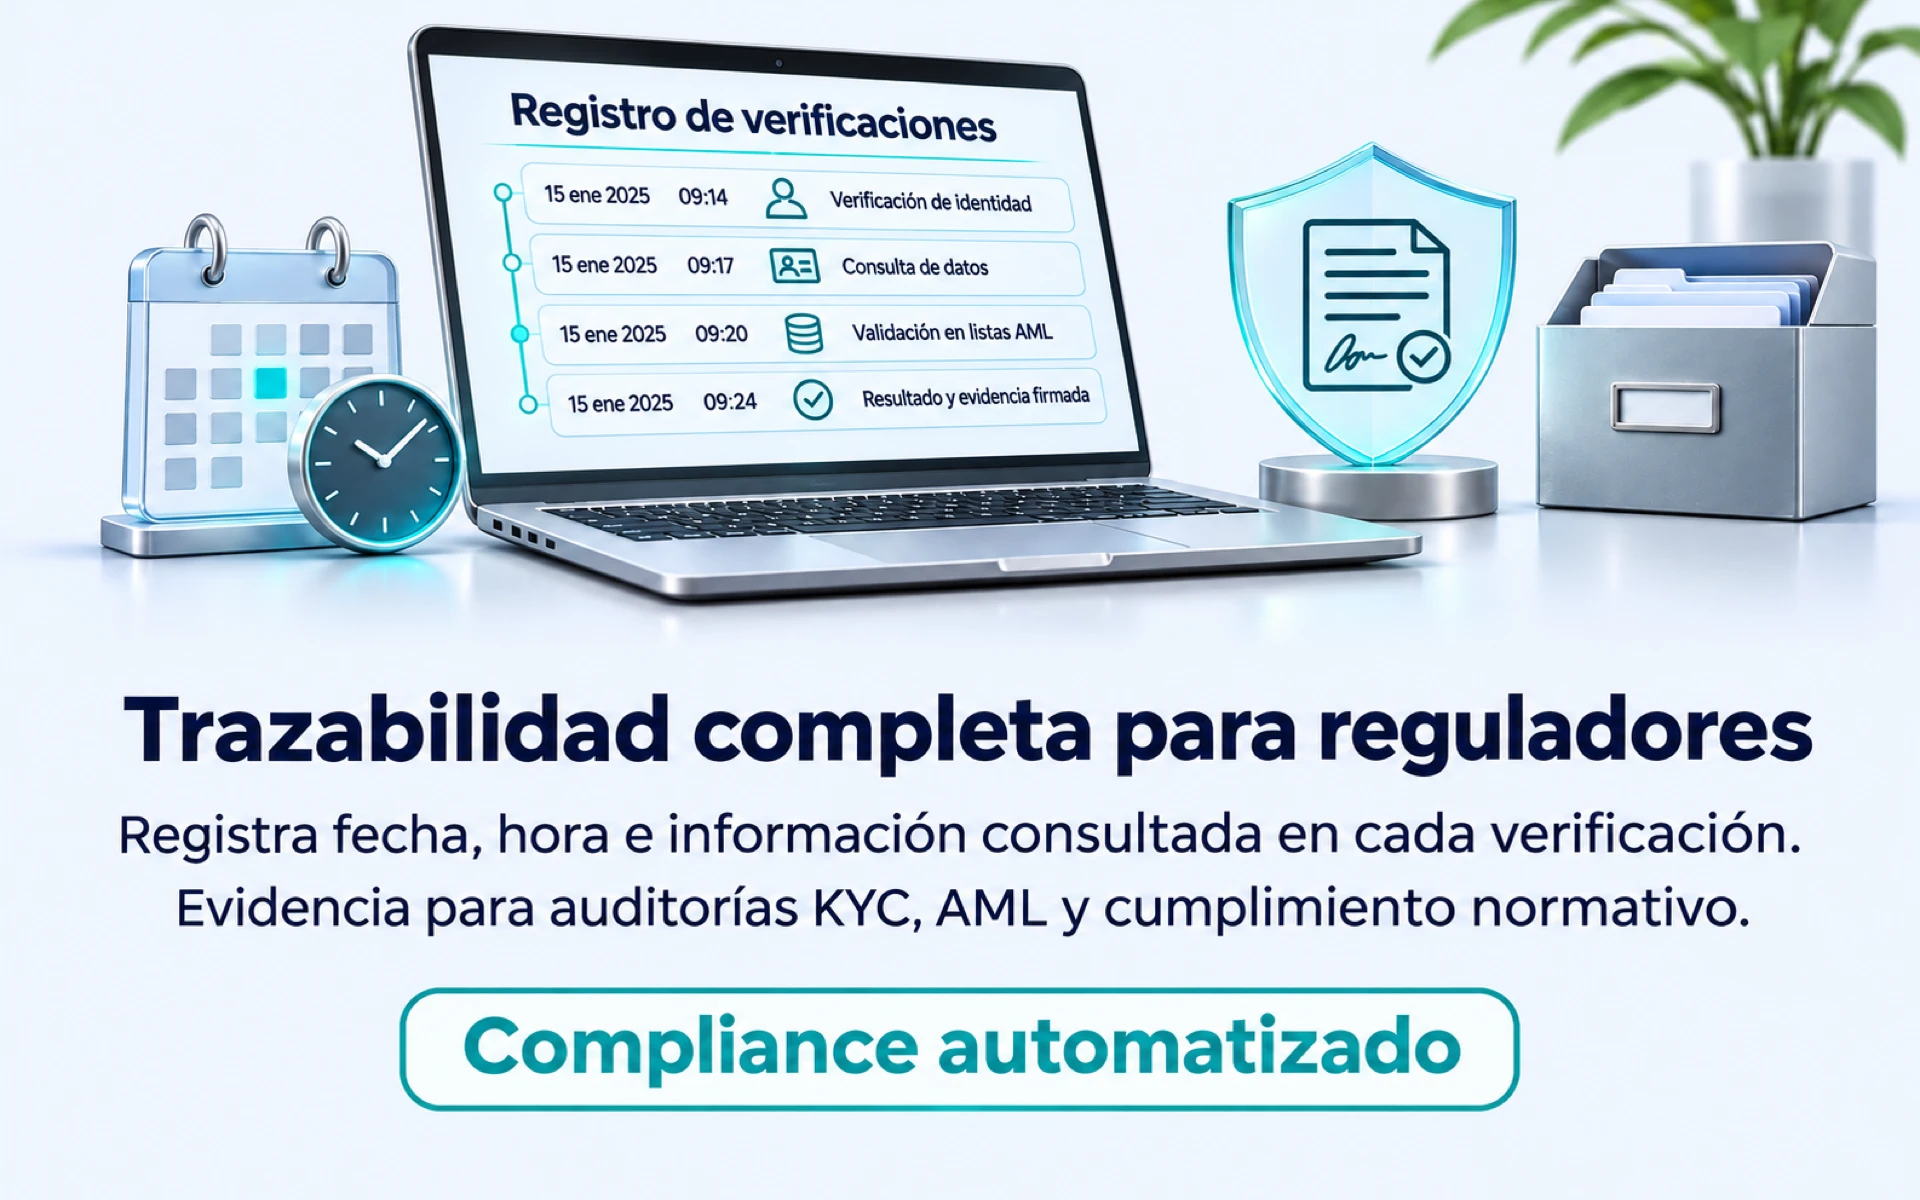 Registro de verificaciones
15 ene 2025 09:14 Verificación de identidad
15 ene 2025 09:17 Consulta de datos
15 ene 2025 09:20 Validación en listas AML
15 ene 2025 09:24 Resultado y evidencia firmada
Trazabilidad completa para reguladores
Registra fecha, hora e información consultada en cada verificación.
Evidencia para auditorías KYC, AML y cumplimiento normativo.
Compliance automatizado